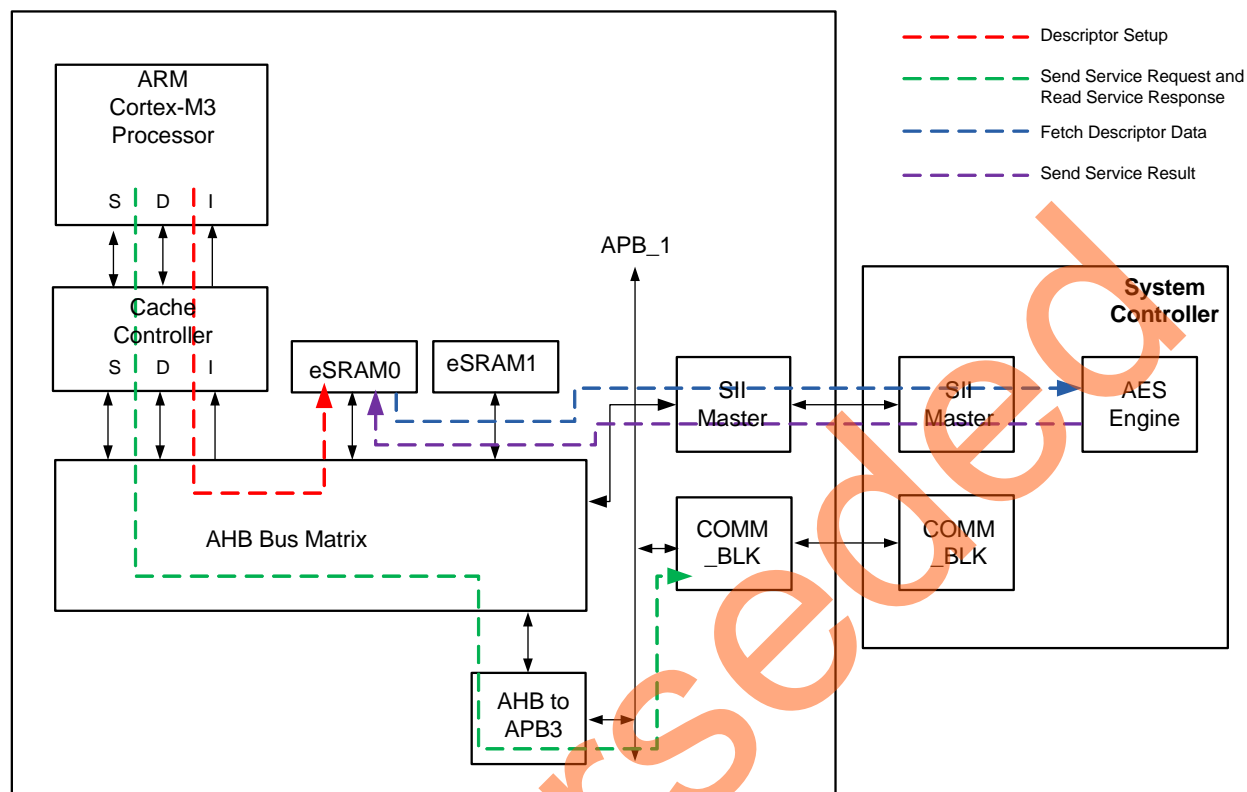 ARM
Cortex-M3
Processor
S D I
Cache
Controller
S D I
eSRAM0
eSRAM1
AHB Bus Matrix
AHB to
APB3
APB_1
SII
Master
COMM
_BLK
System
Controller
SII
Master
AES
Engine
COMM
_BLK
Descriptor Setup
Send Service Request and
Read Service Response
Fetch Descriptor Data
Send Service Result
rseded